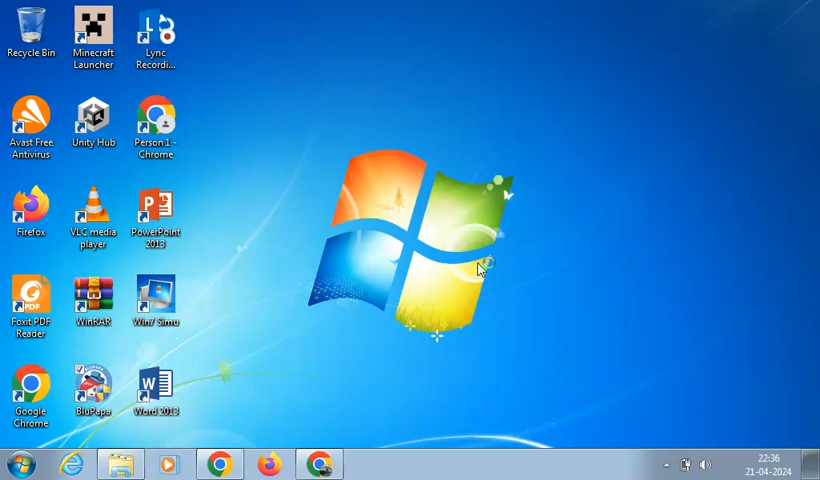 Recycle Bin
Minecraft
Launcher
Lync
Recordi...
Avast Free
Antivirus
Unity Hub
Person 1 -
Chrome
Firefox
VLC media
player
PowerPoint
2013
Foxit PDF
Reader
WinRAR
Win7 Simu
Google
Chrome
BluPapa
Word 2013
22:36
21-04-2024